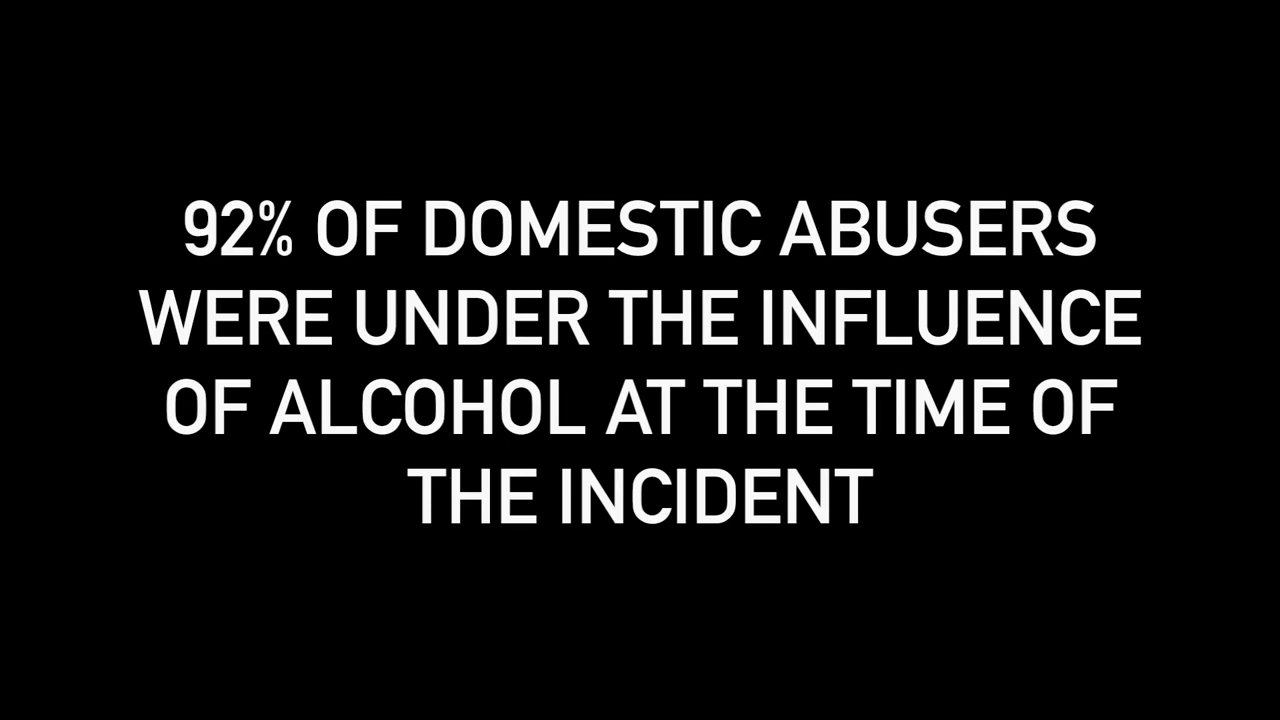 92% OF DOMESTIC ABUSERS
WERE UNDER THE INFLUENCE
OF ALCOHOL AT THE TIME OF
THE INCIDENT